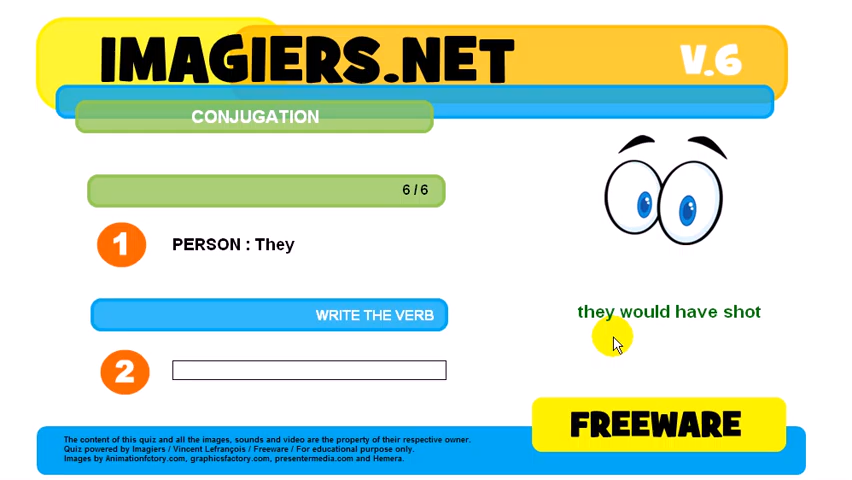 IMAGIERS.NET
V.6
CONJUGATION
6 / 6
1
PERSON : They
WRITE THE VERB
they would have shot
2
FREEWARE
The content of this quiz and all the images, sounds and video are the property of their respective owner.
Quiz powered by Imagiers / Vincent Lefrançois / Freeware / For educational purpose only.
Images by Animationfctory.com, graphicsfactory.com, presentermedia.com and Hemera.